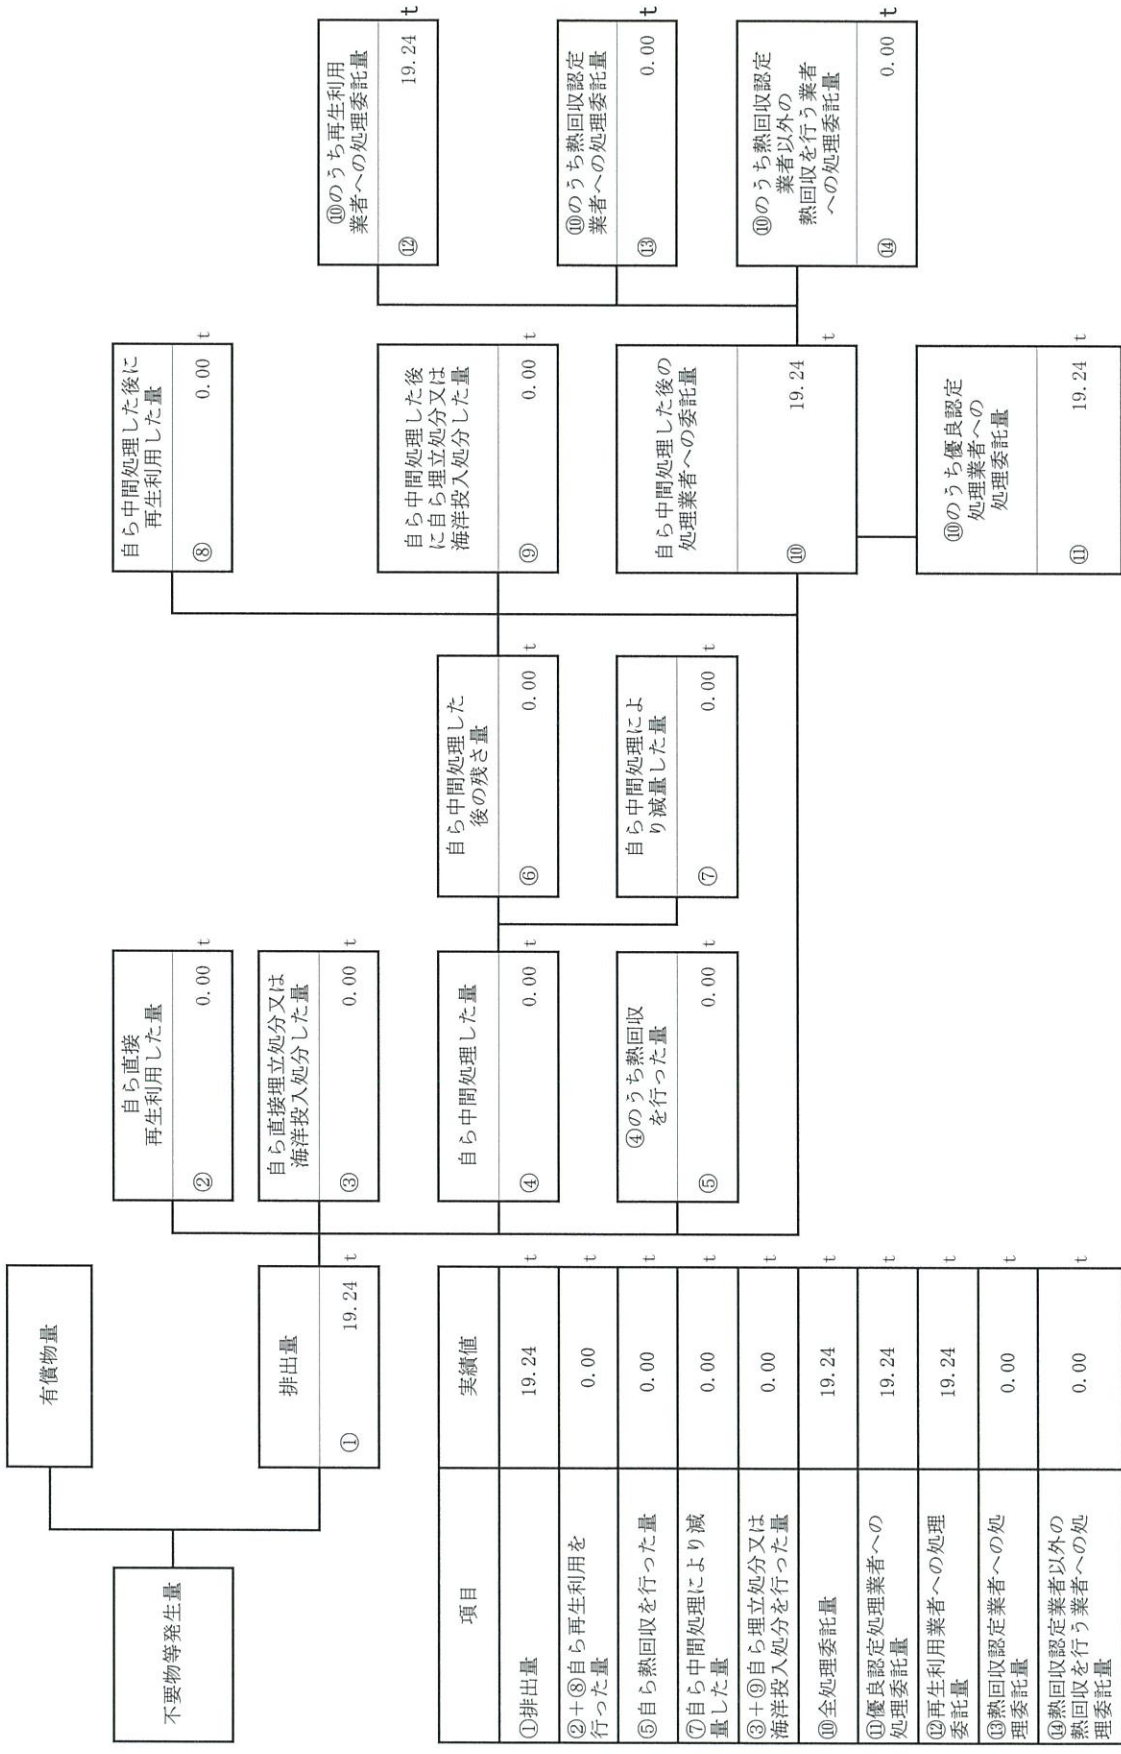 不要物等発生量
有償物量
排出量
① 19.24 t
自ら直接
再生利用した量
② 0.00 t
自ら直接埋立処分又は
海洋投入処分した量
③ 0.00 t
自ら中間処理した量
④ 0.00 t
④のうち熱回収
を行った量
⑤ 0.00 t
自ら中間処理した
後の残さ量
⑥ 0.00 t
自ら中間処理によ
り減量した量
⑦ 0.00 t
自ら中間処理した後に
再生利用した量
⑧ 0.00 t
自ら中間処理した後
に自ら埋立処分又は
海洋投入処分した量
⑨ 0.00 t
自ら中間処理した後の
処理業者への委託量
⑩ 19.24 t
⑩のうち優良認定
処理業者への
処理委託量
⑪ 19.24 t
⑩のうち再生利用
業者への処理委託量
⑫ 19.24 t
⑩のうち熱回収認定
業者への処理委託量
⑬ 0.00 t
⑩のうち熱回収認定
業者以外の
熱回収を行う業者
への処理委託量
⑭ 0.00 t
項目 実績値
①排出量 19.24 t
②+⑧自ら再生利用を
行った量 0.00 t
⑤自ら熱回収を行った量 0.00 t
⑦自ら中間処理により減
量した量 0.00 t
③+⑨自ら埋立処分又は
海洋投入処分を行った量 0.00 t
⑩全処理委託量 19.24 t
⑪優良認定処理業者への
処理委託量 19.24 t
⑫再生利用業者への処理
委託量 19.24 t
⑬熱回収認定業者への処
理委託量 0.00 t
⑭熱回収認定業者以外の
熱回収を行う業者への処
理委託量 0.00 t